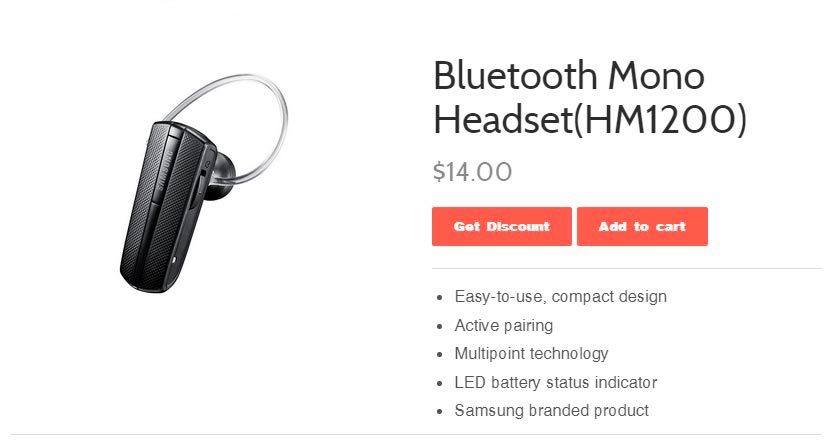 Bluetooth Mono
Headset(HM1200)
$14.00
Get Discount Add to cart
Easy-to-use, compact design
Active pairing
Multipoint technology
LED battery status indicator
Samsung branded product
SAMSUNG